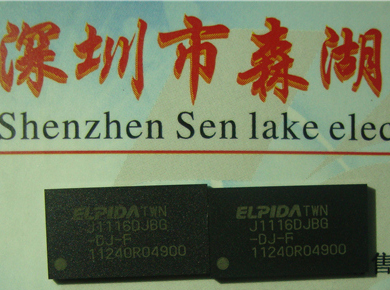 深圳市森湖
Shenzhen Sen lake elec
ELPIDA TWN
J1116DJBG
-DJ-F
11240R04900
ELPIDA TWN
J1116DJBG
-DJ-F
11240R04900
售